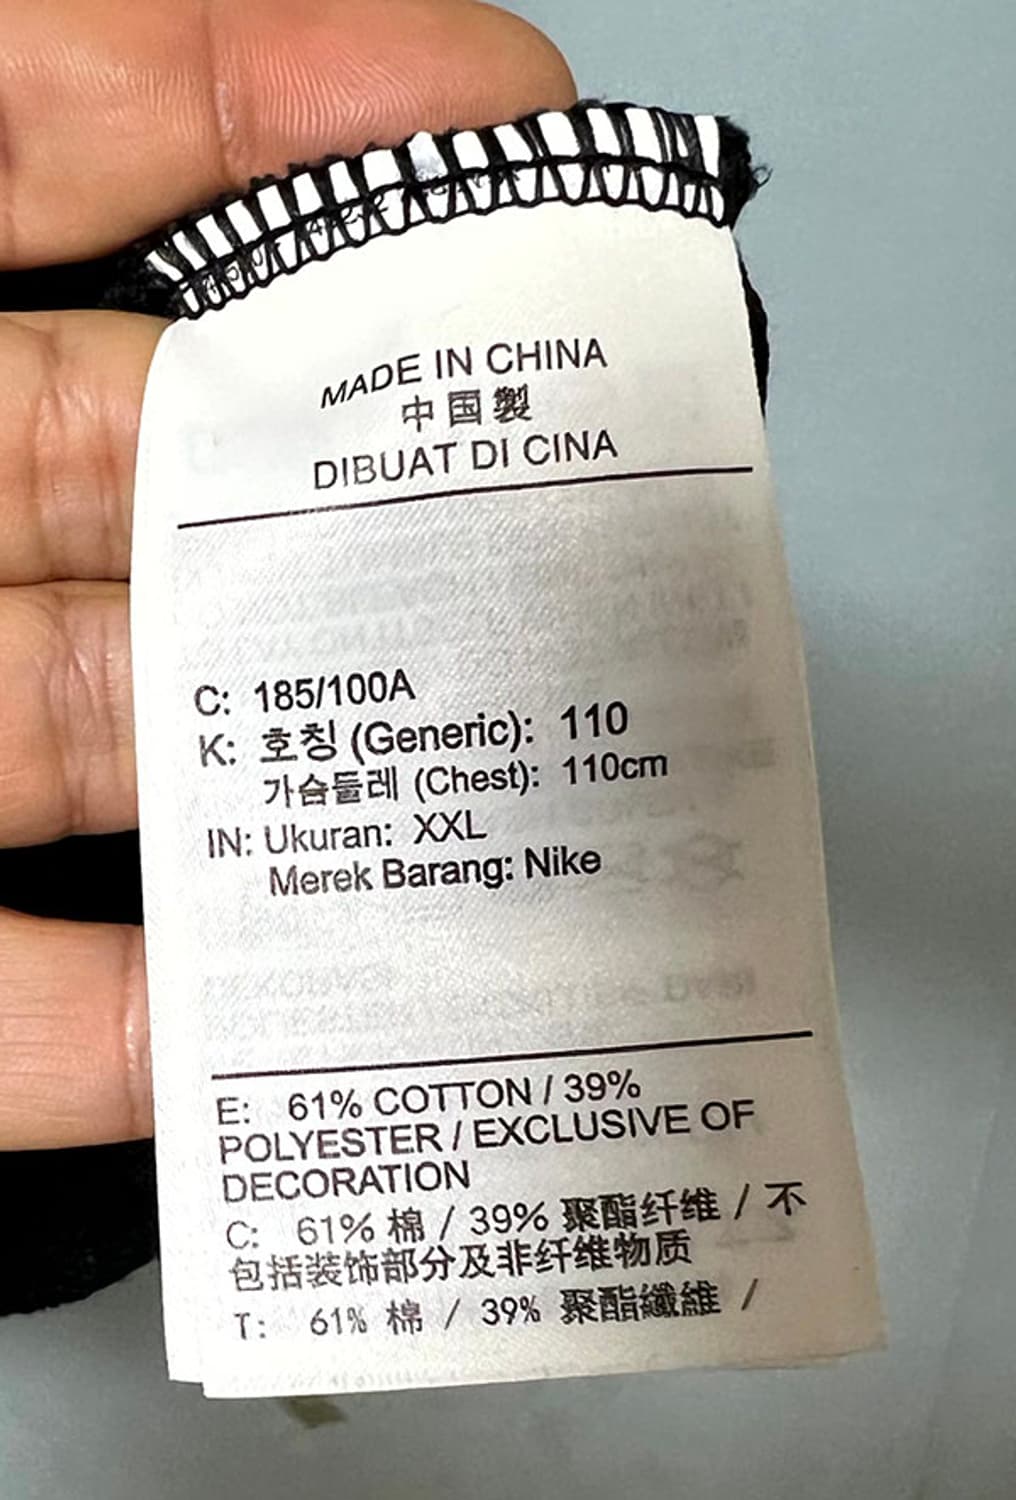 MADE IN CHINA
中国製
DIBUAT DI CINA
C: 185/100A
K: 호칭 (Generic): 110
가슴둘레 (Chest): 110cm
IN: Ukuran: XXL
Merek Barang: Nike
E: 61% COTTON / 39%
POLYESTER / EXCLUSIVE OF
DECORATION
C: 61% 棉 / 39% 聚酯纤维 / 不
包括装饰部分及非纤维物质
T: 61% 棉 / 39% 聚酯纖維 /